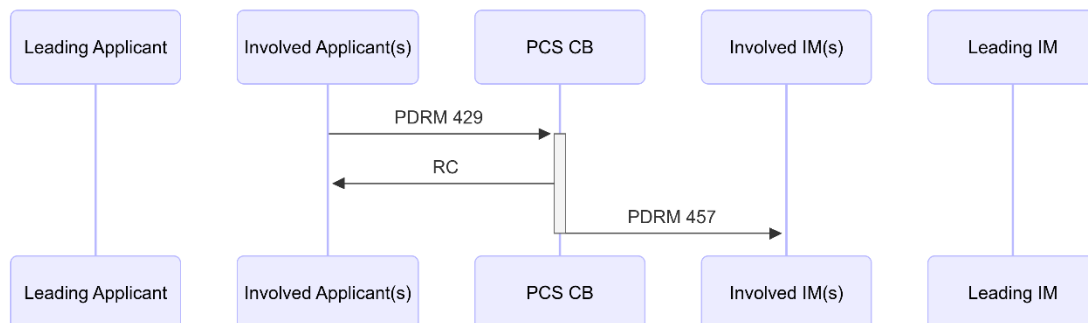 Leading Applicant
Involved Applicant(s)
PCS CB
Involved IM(s)
Leading IM
PDRM 429
RC
PDRM 457
Leading Applicant
Involved Applicant(s)
PCS CB
Involved IM(s)
Leading IM